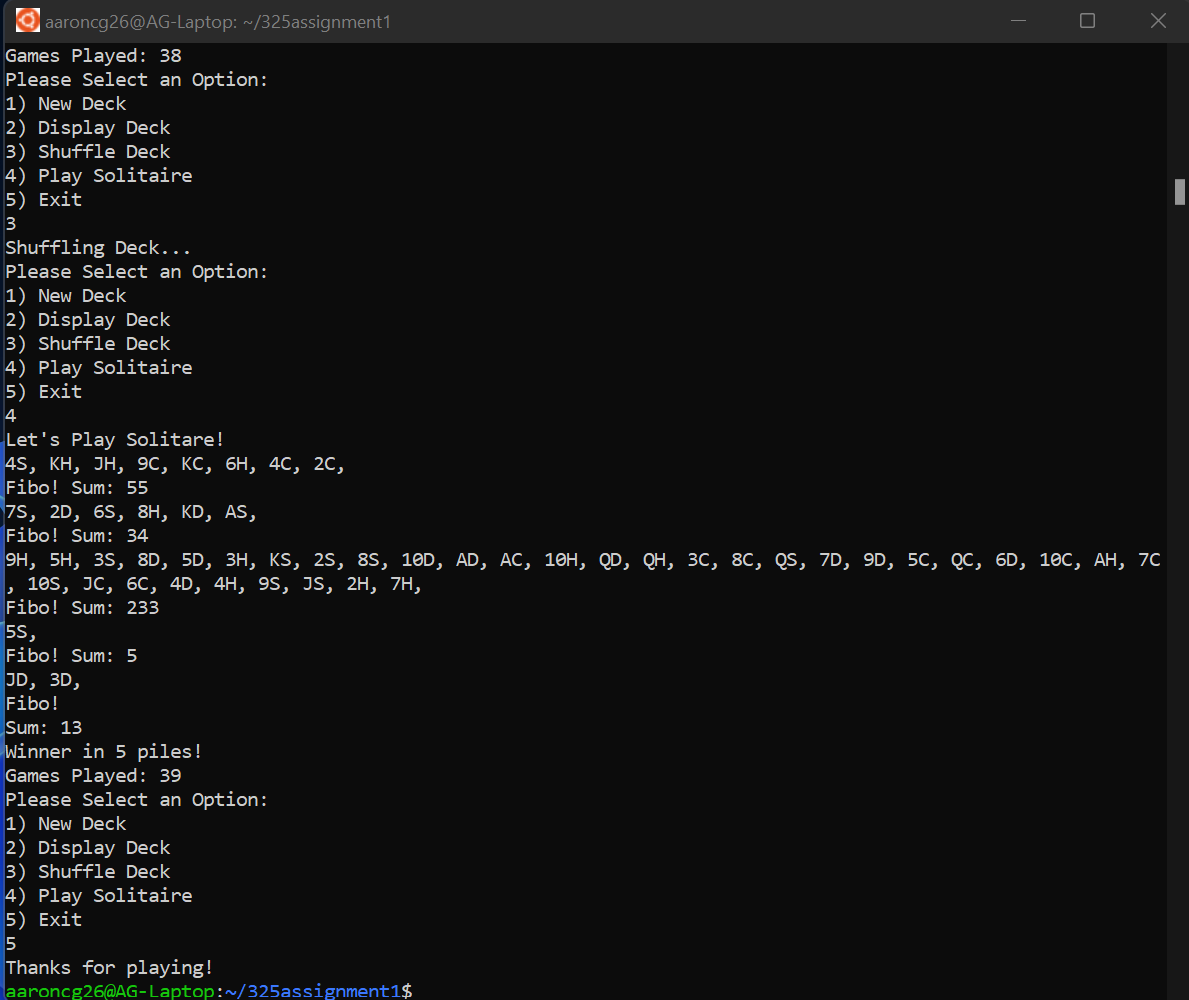 aaroncg26@AG-Laptop: ~/325assignment1
Games Played: 38
Please Select an Option:
1) New Deck
2) Display Deck
3) Shuffle Deck
4) Play Solitaire
5) Exit
3
Shuffling Deck...
Please Select an Option:
1) New Deck
2) Display Deck
3) Shuffle Deck
4) Play Solitaire
5) Exit
4
Let's Play Solitare!
4S, KH, JH, 9C, KC, 6H, 4C, 2C,
Fibo! Sum: 55
7S, 2D, 6S, 8H, KD, AS,
Fibo! Sum: 34
9H, 5H, 3S, 8D, 5D, 3H, KS, 2S, 8S, 10D, AD, AC, 10H, QD, QH, 3C, 8C, QS, 7D, 9D, 5C, QC, 6D, 10C, AH, 7C
, 10S, JC, 6C, 4D, 4H, 9S, JS, 2H, 7H,
Fibo! Sum: 233
5S,
Fibo! Sum: 5
JD, 3D,
Fibo!
Sum: 13
Winner in 5 piles!
Games Played: 39
Please Select an Option:
1) New Deck
2) Display Deck
3) Shuffle Deck
4) Play Solitaire
5) Exit
5
Thanks for playing!
aaroncg26@AG-Laptop:~/325assignment1$